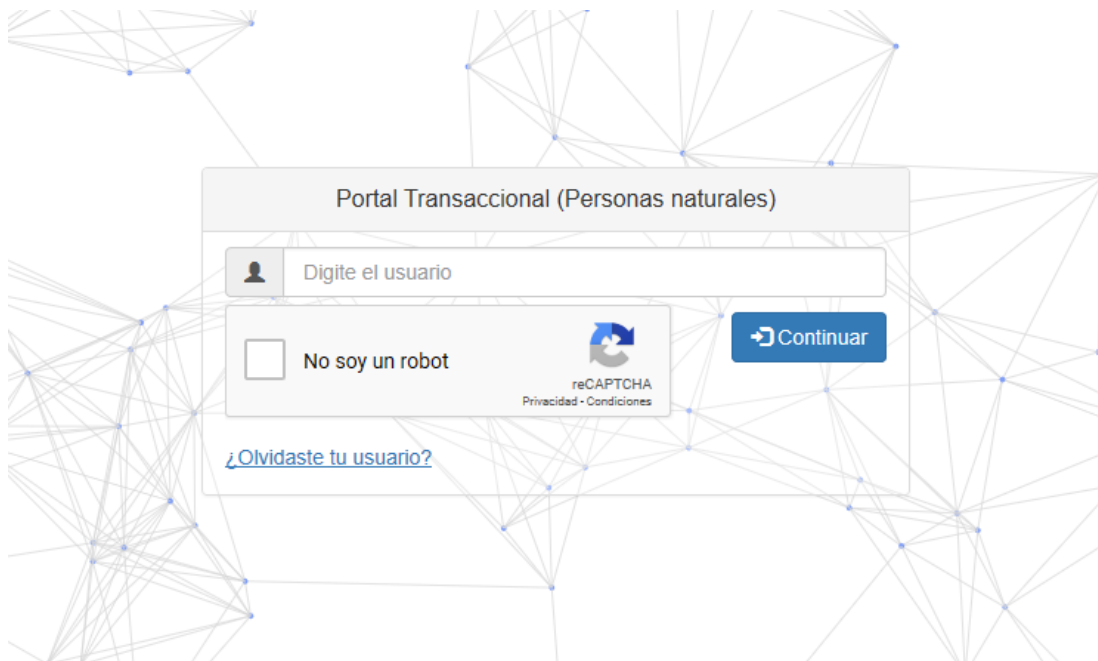 Portal Transaccional (Personas naturales)
Digite el usuario
No soy un robot
reCAPTCHA
Privacidad - Condiciones
Continuar
¿Olvidaste tu usuario?